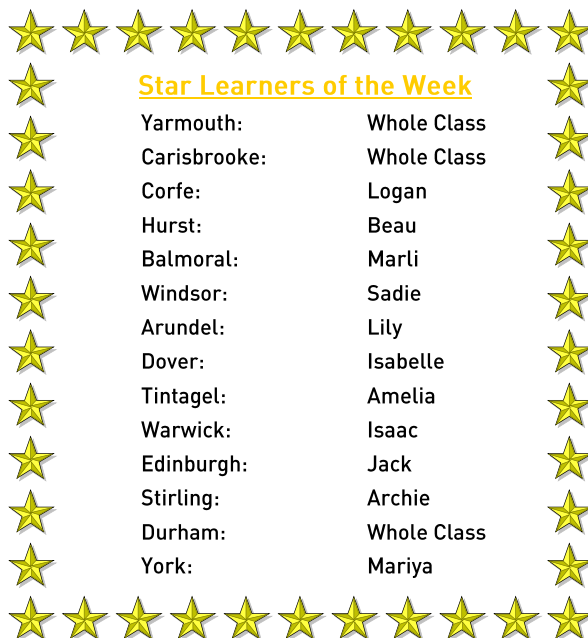 Star Learners of the Week
Yarmouth: Whole Class
Carisbrooke: Whole Class
Corfe: Logan
Hurst: Beau
Balmoral: Marli
Windsor: Sadie
Arundel: Lily
Dover: Isabelle
Tintagel: Amelia
Warwick: Isaac
Edinburgh: Jack
Stirling: Archie
Durham: Whole Class
York: Mariya